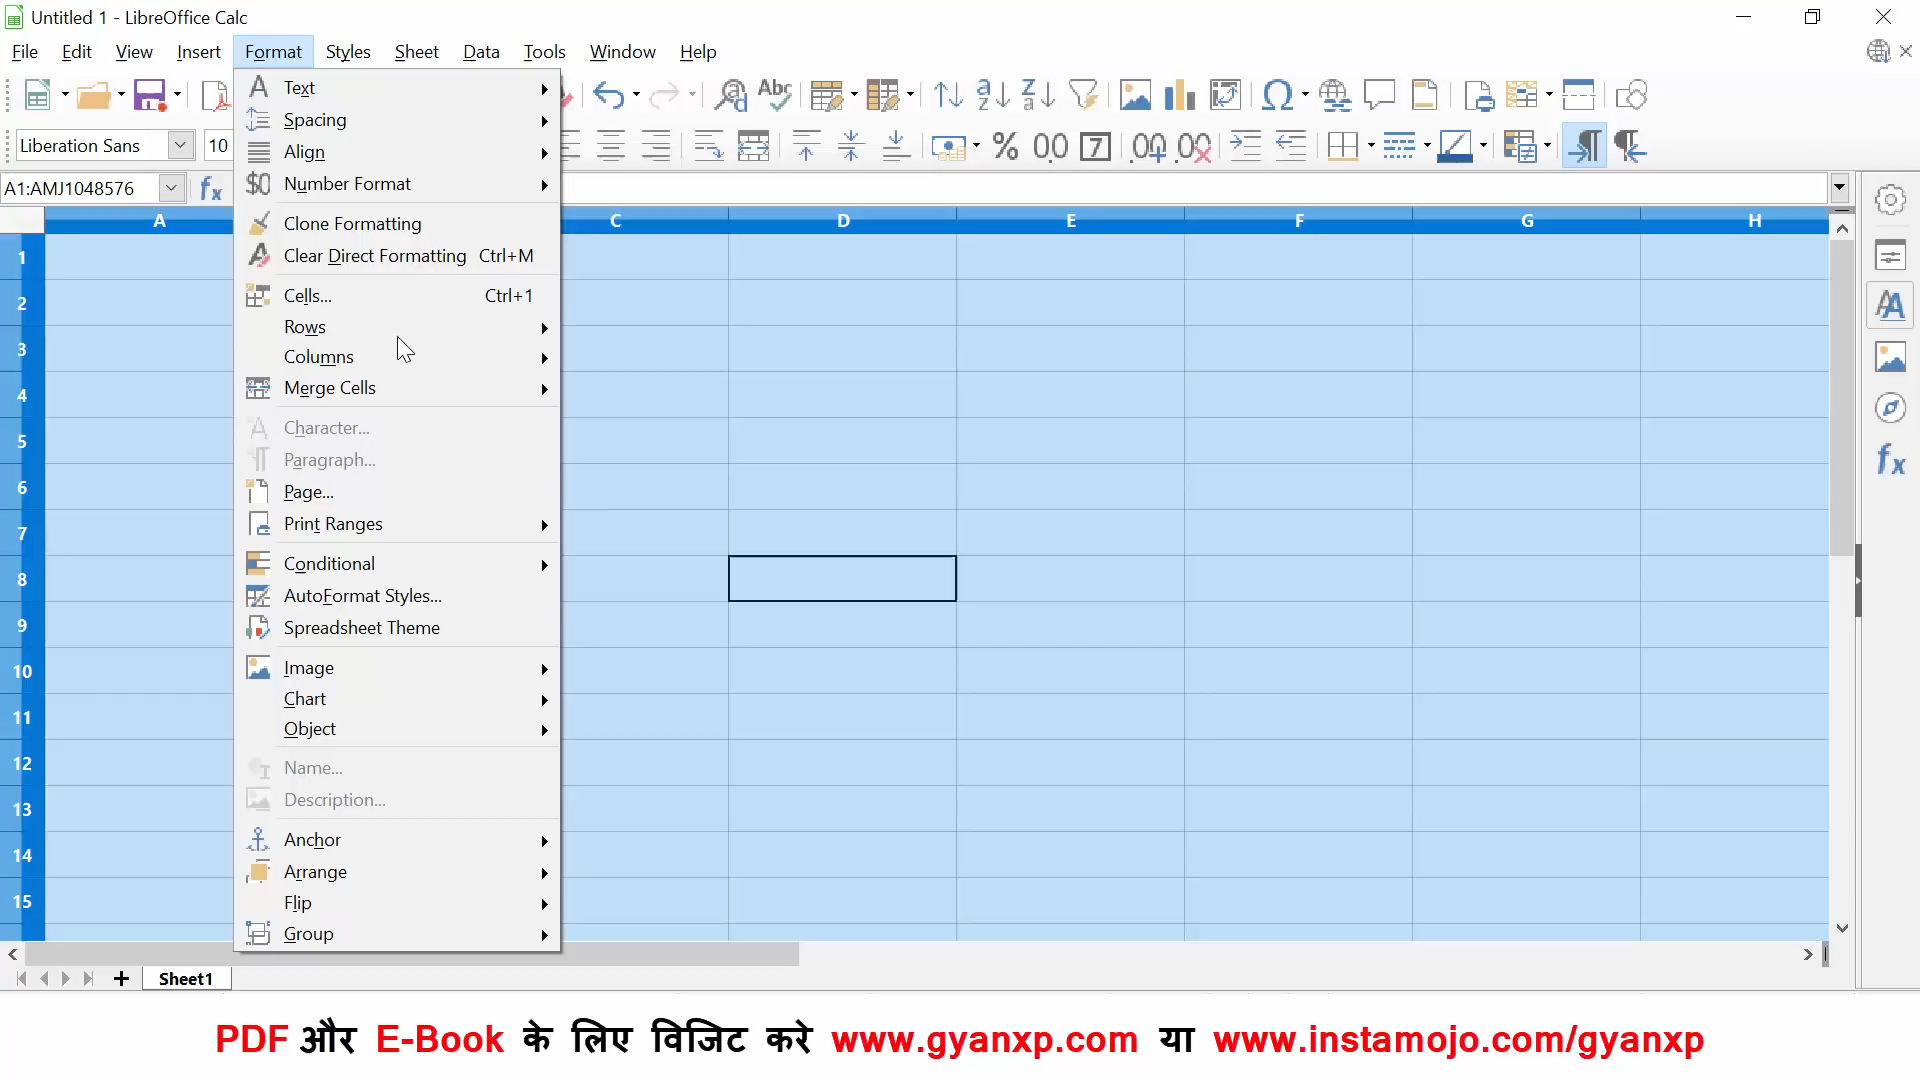 Untitled 1 - LibreOffice Calc
File Edit View Insert Format Styles Sheet Data Tools Window Help
Liberation Sans 10
A1:AMJ1048576
Text
Spacing
Align
Number Format
Clone Formatting
Clear Direct Formatting Ctrl+M
Cells... Ctrl+1
Rows
Columns
Merge Cells
Character...
Paragraph...
Page...
Print Ranges
Conditional
AutoFormat Styles...
Spreadsheet Theme
Image
Chart
Object
Name...
Description...
Anchor
Arrange
Flip
Group
A C D E F G H
1
2
3
4
5
6
7
8
9
10
11
12
13
14
15
Sheet1
PDF और E-Book के लिए विजिट करे www.gyanxp.com या www.instamojo.com/gyanxp